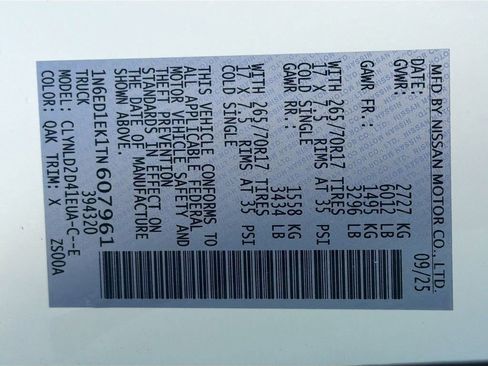 MFD BY NISSAN MOTOR CO., LTD.
DATE: 09/25
GVWR: 2727 KG
6012 LB
GAWR FR.: 1495 KG
3296 LB
WITH 265/70R17 TIRES
17 X 7.5 RIMS AT 35 PSI
COLD SINGLE
GAWR RR.: 1558 KG
3434 LB
WITH 265/70R17 TIRES
17 X 7.5 RIMS AT 35 PSI
COLD SINGLE
THIS VEHICLE CONFORMS TO
ALL APPLICABLE FEDERAL
MOTOR VEHICLE SAFETY AND
THEFT PREVENTION
STANDARDS IN EFFECT ON
THE DATE OF MANUFACTURE
SHOWN ABOVE.
1N6ED1EK1TN607961
TRUCK 394320
MODEL: CLYNLD2D41EUA-C--E
COLOR: QAK TRIM: X ZS00A